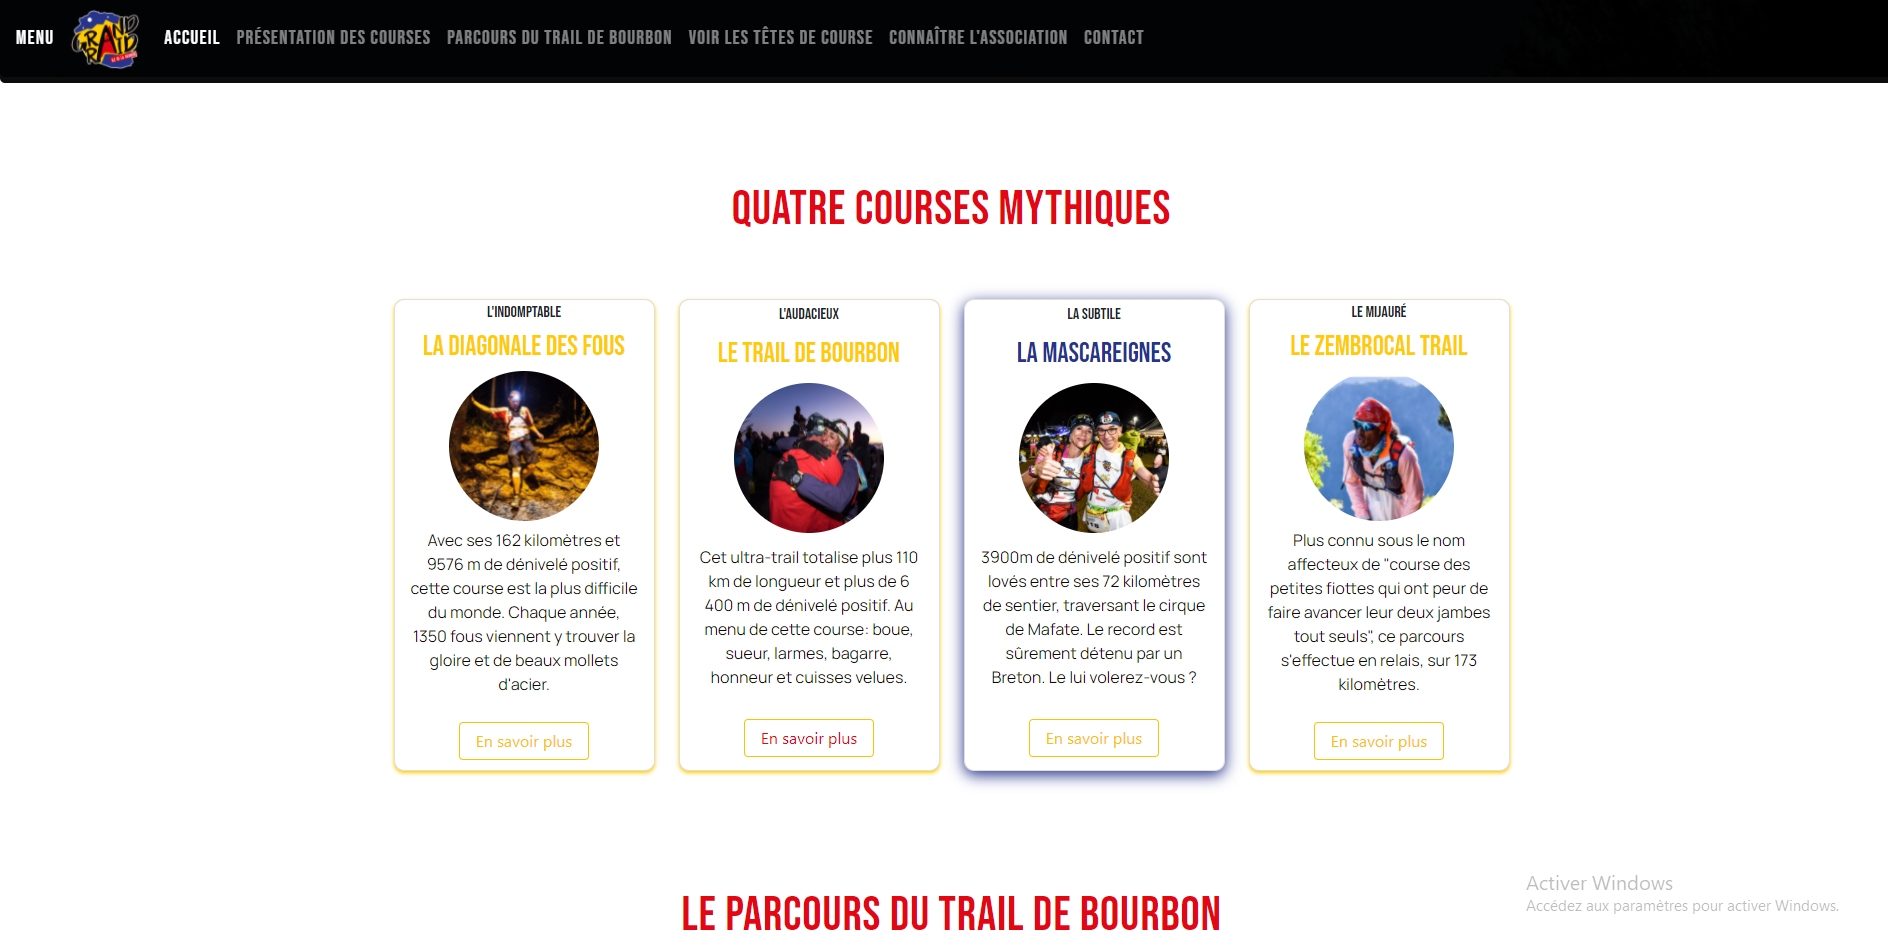 MENU
GRAND RAID
ACCUEIL
PRÉSENTATION DES COURSES
PARCOURS DU TRAIL DE BOURBON
VOIR LES TÊTES DE COURSE
CONNAÎTRE L'ASSOCIATION
CONTACT
QUATRE COURSES MYTHIQUES
L'INDOMPTABLE
LA DIAGONALE DES FOUS
Avec ses 162 kilomètres et
9576 m de dénivelé positif,
cette course est la plus difficile
du monde. Chaque année,
1350 fous viennent y trouver la
gloire et de beaux mollets
d'acier.
En savoir plus
L'AUDACIEUX
LE TRAIL DE BOURBON
Cet ultra-trail totalise plus 110
km de longueur et plus de 6
400 m de dénivelé positif. Au
menu de cette course: boue,
sueur, larmes, bagarre,
honneur et cuisses velues.
En savoir plus
LA SUBTILE
LA MASCAREIGNES
3900m de dénivelé positif sont
lovés entre ses 72 kilomètres
de sentier, traversant le cirque
de Mafate. Le record est
sûrement détenu par un
Breton. Le lui volerez-vous ?
En savoir plus
LE MIJAURÉ
LE ZEMBROCAL TRAIL
Plus connu sous le nom
affecteux de "course des
petites fiottes qui ont peur de
faire avancer leur deux jambes
tout seuls", ce parcours
s'effectue en relais, sur 173
kilomètres.
En savoir plus
LE PARCOURS DU TRAIL DE BOURBON
Activer Windows
Accédez aux paramètres pour activer Windows.